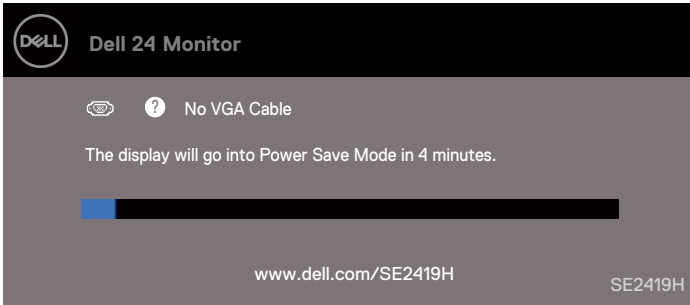 DELL
Dell 24 Monitor
? No VGA Cable
The display will go into Power Save Mode in 4 minutes.
www.dell.com/SE2419H
SE2419H